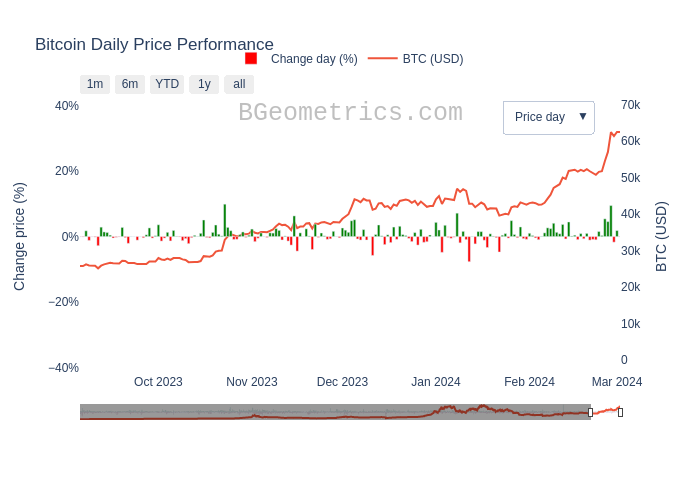 Bitcoin Daily Price Performance
Change day (%) BTC (USD)
1m 6m YTD 1y all
BGeometrics.com
Price day ▼
Change price (%)
40%
20%
0%
−20%
−40%
70k
60k
50k
40k
30k
20k
10k
0
BTC (USD)
Oct 2023 Nov 2023 Dec 2023 Jan 2024 Feb 2024 Mar 2024